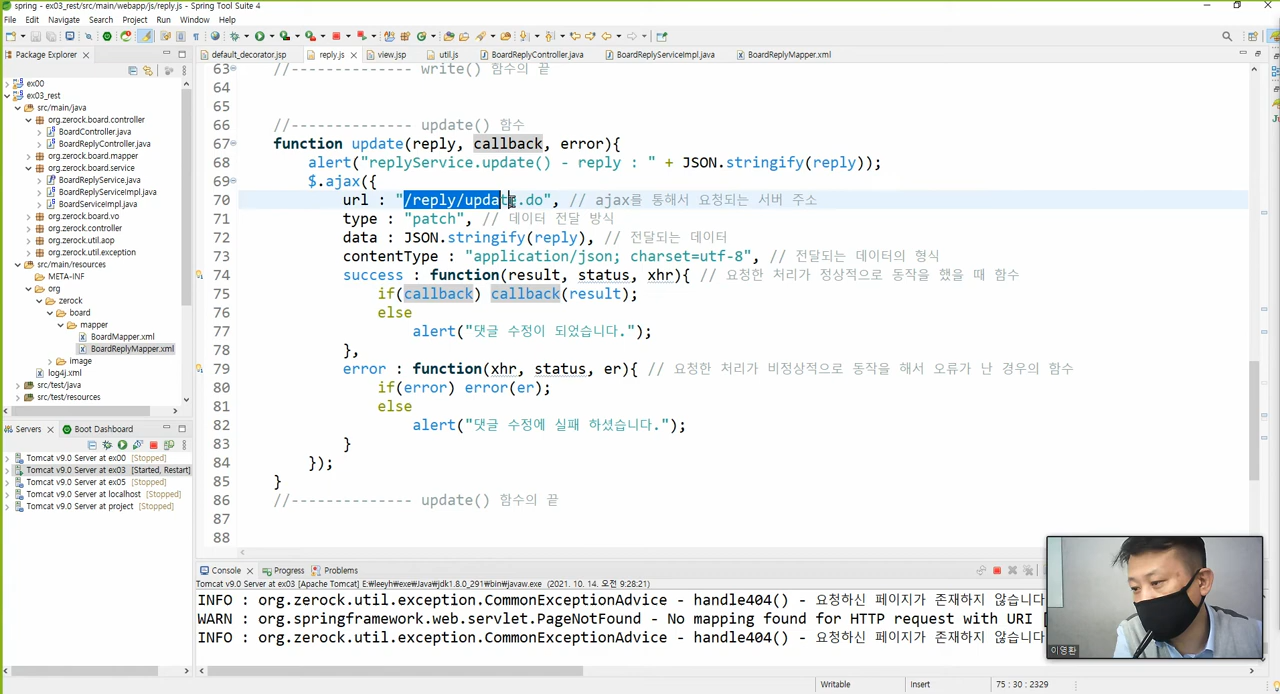 spring - ex03_rest/src/main/webapp/js/reply.js - Spring Tool Suite 4
File Edit Navigate Search Project Run Window Help
Package Explorer
default_decorator.jsp reply.js view.jsp util.js BoardReplyController.java BoardReplyServiceImpl.java BoardReplyMapper.xml
ex00
ex03_rest
src/main/java
org.zerock.board.controller
BoardController.java
BoardReplyController.java
org.zerock.board.mapper
org.zerock.board.service
BoardReplyService.java
BoardReplyServiceImpl.java
BoardServiceImpl.java
org.zerock.board.vo
org.zerock.util.aop
org.zerock.util.exception
src/main/resources
META-INF
org
zerock
board
mapper
BoardMapper.xml
BoardReplyMapper.xml
image
log4j.xml
src/test/java
src/test/resources
63 //-------------- write() 함수의 끝
64
65
66 //-------------- update() 함수
67 function update(reply, callback, error){
68 alert("replyService.update() - reply : " + JSON.stringify(reply));
69 $.ajax({
70 url : "/reply/update.do", // ajax를 통해서 요청되는 서버 주소
71 type : "patch", // 데이터 전달 방식
72 data : JSON.stringify(reply), // 전달되는 데이터
73 contentType : "application/json; charset=utf-8", // 전달되는 데이터의 형식
74 success : function(result, status, xhr){ // 요청한 처리가 정상적으로 동작을 했을 때 함수
75 if(callback) callback(result);
76 else
77 alert("댓글 수정이 되었습니다.");
78 },
79 error : function(xhr, status, er){ // 요청한 처리가 비정상적으로 동작을 해서 오류가 난 경우의 함수
80 if(error) error(er);
81 else
82 alert("댓글 수정에 실패 하셨습니다.");
83 }
84 });
85 }
86 //-------------- update() 함수의 끝
87
88
Servers Boot Dashboard
Tomcat v9.0 Server at ex00 [Stopped]
Tomcat v9.0 Server at ex03 [Started, Restart]
Tomcat v9.0 Server at ex05 [Stopped]
Tomcat v9.0 Server at localhost [Stopped]
Tomcat v9.0 Server at project [Stopped]
Console Progress Problems
Tomcat v9.0 Server at ex03 [Apache Tomcat] E:\leeyh\exe\Java\jdk1.8.0_291\bin\javaw.exe (2021. 10. 14. 오전 9:28:21)
INFO : org.zerock.util.exception.CommonExceptionAdvice - handle404() - 요청하신 페이지가 존재하지 않습니다
WARN : org.springframework.web.servlet.PageNotFound - No mapping found for HTTP request with URI [
INFO : org.zerock.util.exception.CommonExceptionAdvice - handle404() - 요청하신 페이지가 존재하지 않습니다
이영환
Writable Insert 75 : 30 : 2329